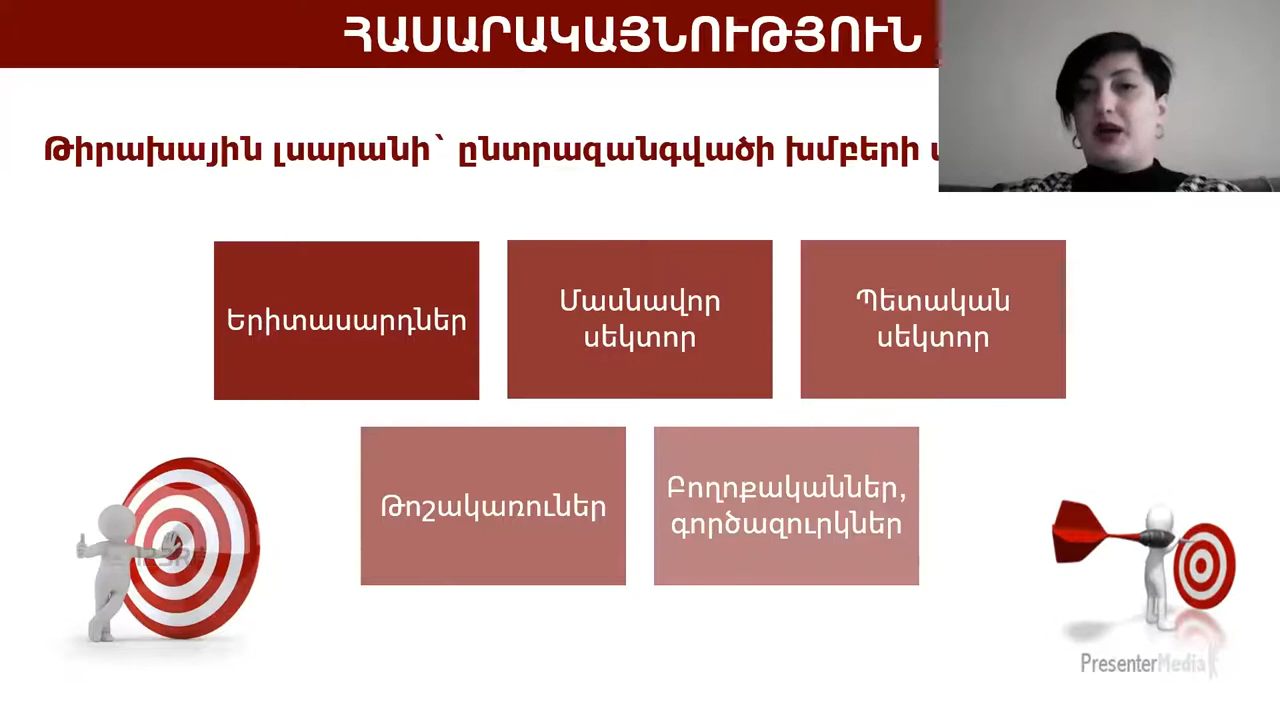 ՀԱՍԱՐԱԿԱՅՆՈՒԹՅՈՒՆ
Թիրախային լսարանի` ընտրազանգվածի խմբերի
Երիտասարդներ
Մասնավոր
սեկտոր
Պետական
սեկտոր
Թոշակառուներ
Բողոքականներ,
գործազուրկներ
PresenterMedia